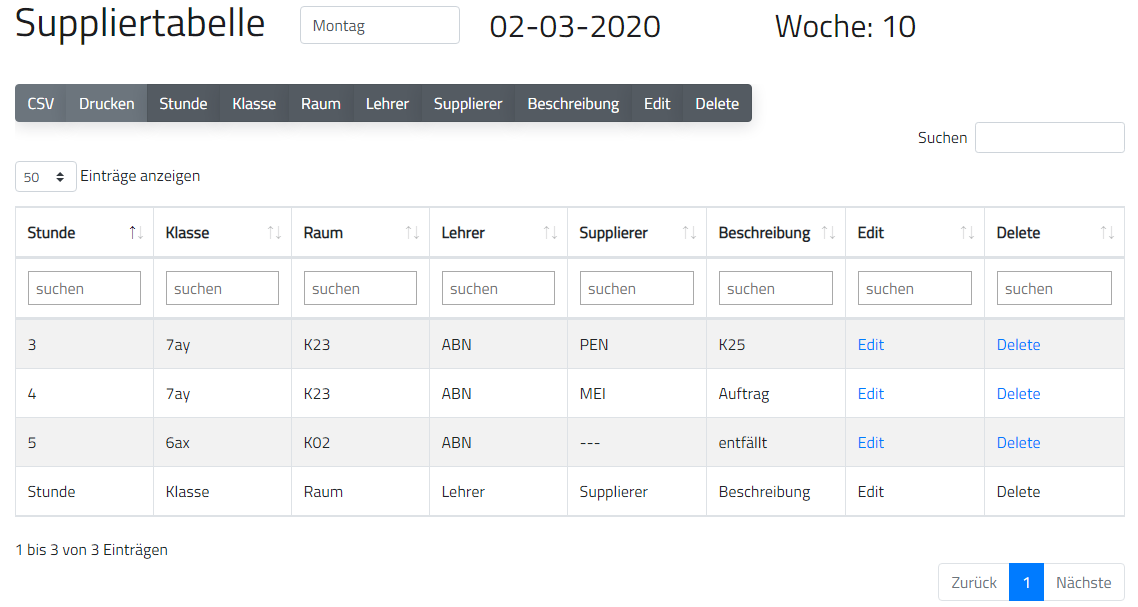 Suppliertabelle Montag 02-03-2020 Woche: 10
CSV Drucken Stunde Klasse Raum Lehrer Supplierer Beschreibung Edit Delete
Suchen
50 Einträge anzeigen
Stunde Klasse Raum Lehrer Supplierer Beschreibung Edit Delete
suchen suchen suchen suchen suchen suchen suchen suchen
3 7ay K23 ABN PEN K25 Edit Delete
4 7ay K23 ABN MEI Auftrag Edit Delete
5 6ax K02 ABN --- entfällt Edit Delete
Stunde Klasse Raum Lehrer Supplierer Beschreibung Edit Delete
1 bis 3 von 3 Einträgen
Zurück 1 Nächste